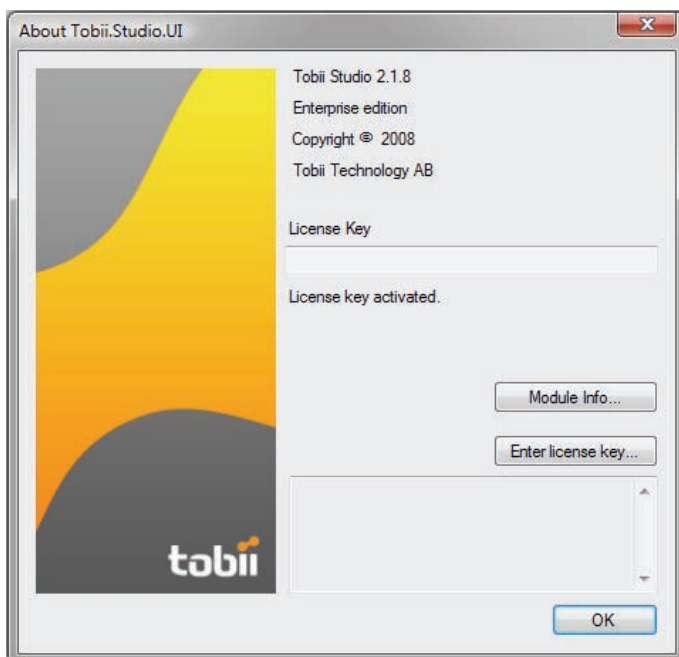 About Tobii.Studio.UI
Tobii Studio 2.1.8
Enterprise edition
Copyright © 2008
Tobii Technology AB
License Key
License key activated.
Module Info...
Enter license key...
tobii
OK